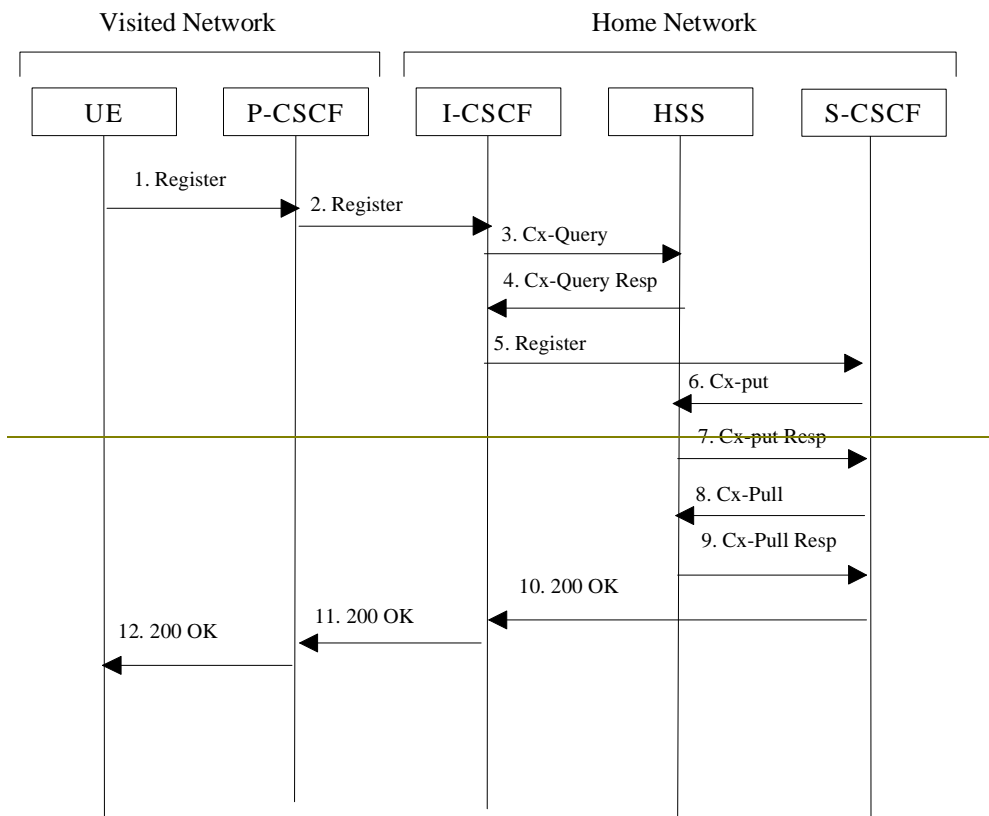 Visited Network
Home Network
UE
P-CSCF
I-CSCF
HSS
S-CSCF
1. Register
2. Register
3. Cx-Query
4. Cx-Query Resp
5. Register
6. Cx-put
7. Cx-put Resp
8. Cx-Pull
9. Cx-Pull Resp
10. 200 OK
11. 200 OK
12. 200 OK